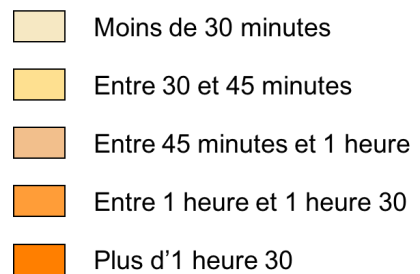 Moins de 30 minutes
Entre 30 et 45 minutes
Entre 45 minutes et 1 heure
Entre 1 heure et 1 heure 30
Plus d’1 heure 30